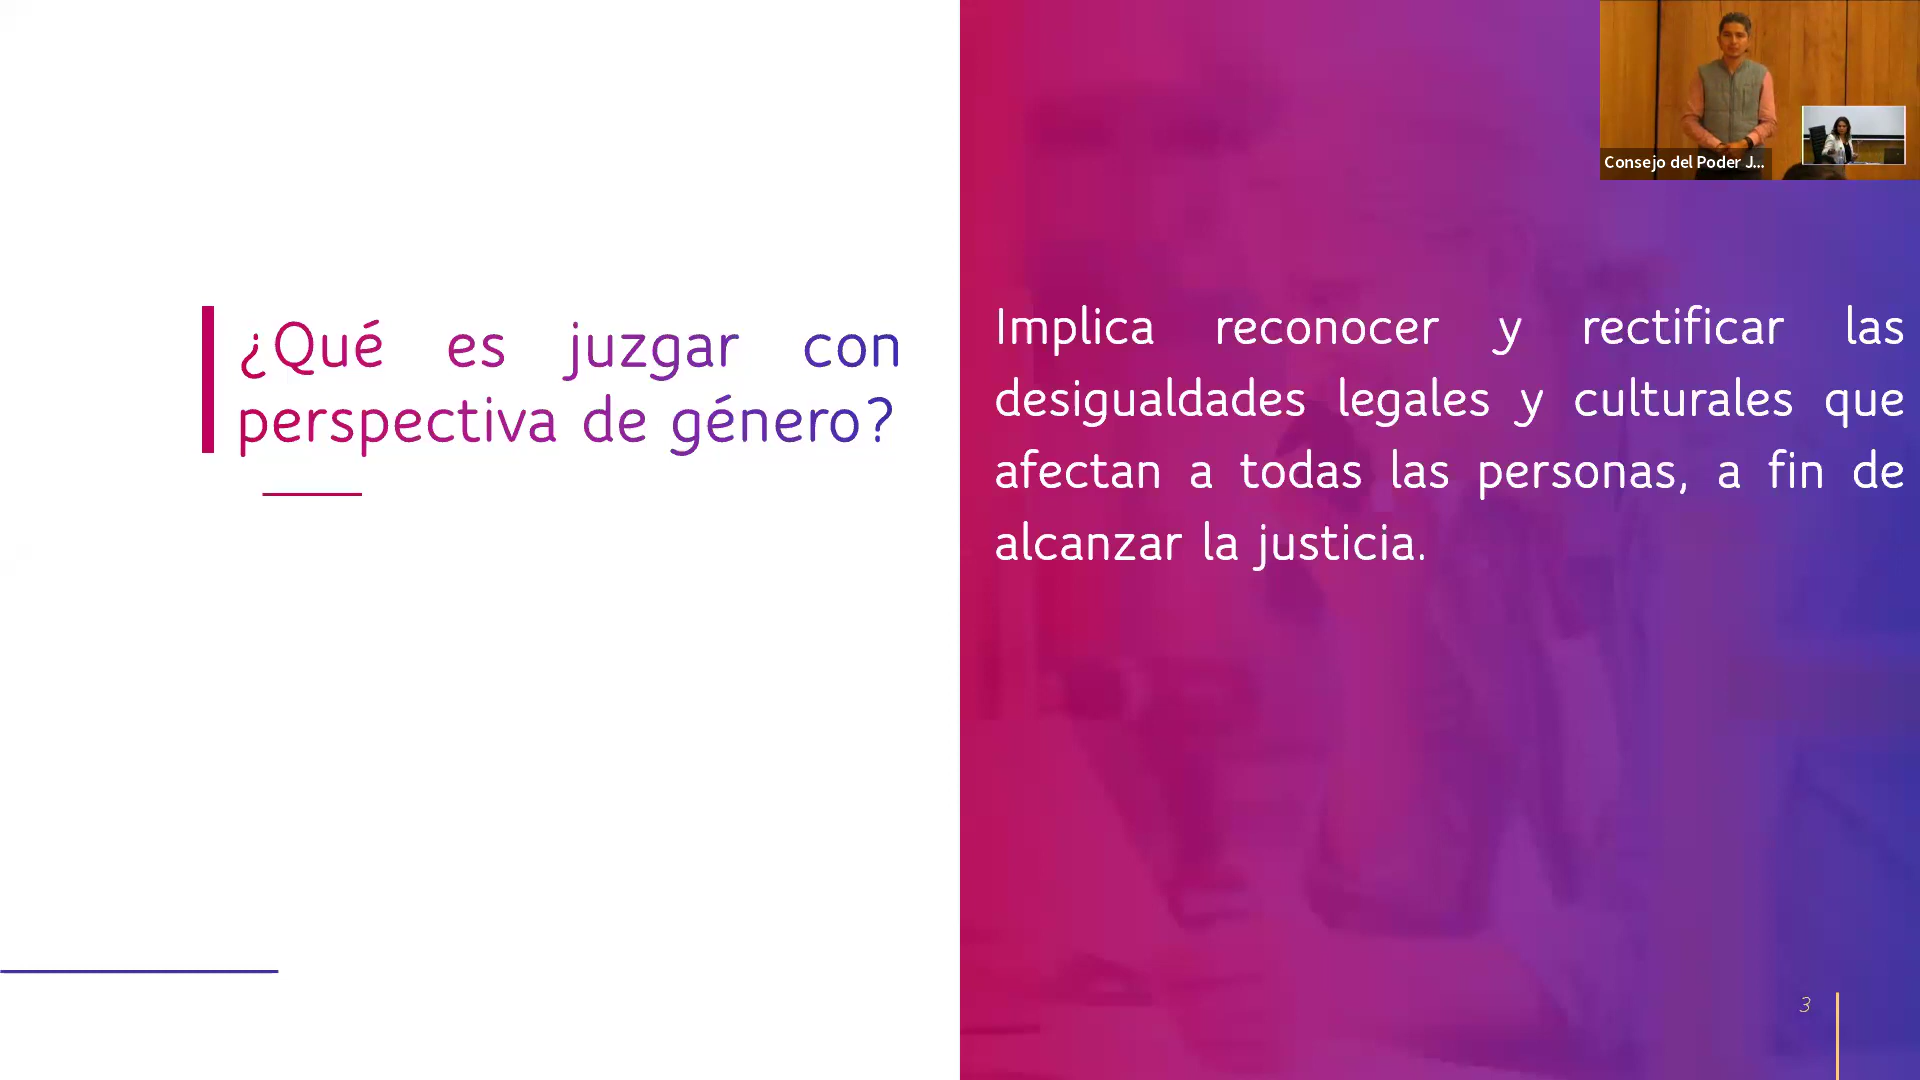 ¿Qué es juzgar con
perspectiva de género?
Implica reconocer y rectificar las
desigualdades legales y culturales que
afectan a todas las personas, a fin de
alcanzar la justicia.
Consejo del Poder J...
3